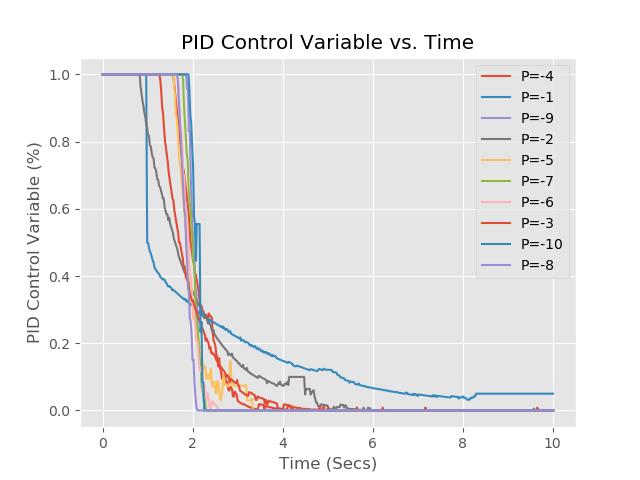 PID Control Variable vs. Time
PID Control Variable (%)
1.0
0.8
0.6
0.4
0.2
0.0
0
2
4
6
8
10
Time (Secs)
P=-4
P=-1
P=-9
P=-2
P=-5
P=-7
P=-6
P=-3
P=-10
P=-8